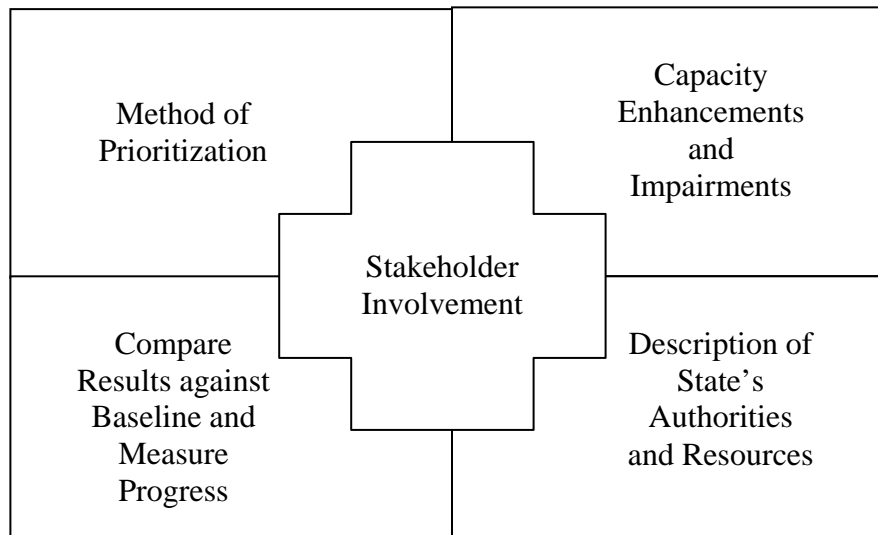 Method of
Prioritization
Capacity
Enhancements
and
Impairments
Stakeholder
Involvement
Compare
Results against
Baseline and
Measure
Progress
Description of
State’s
Authorities
and Resources